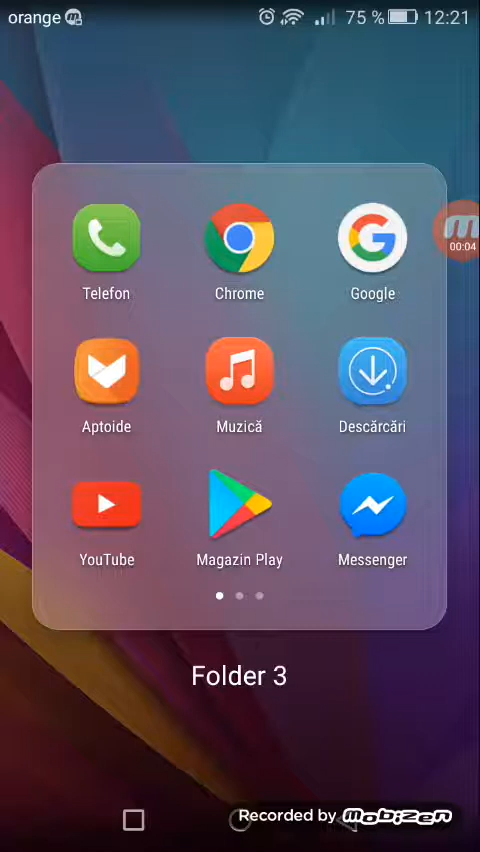 orange 75 % 12:21
Telefon Chrome Google
00:04
Aptoide Muzică Descărcări
YouTube Magazin Play Messenger
Folder 3
Recorded by mobizen